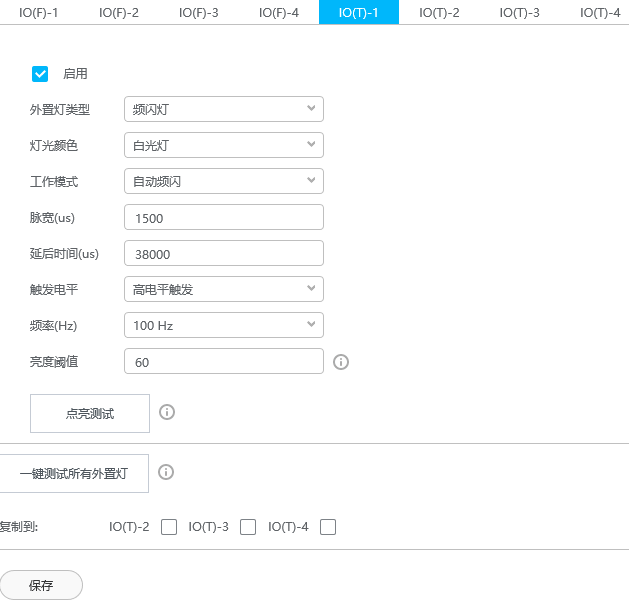 IO(F)-1 IO(F)-2 IO(F)-3 IO(F)-4 IO(T)-1 IO(T)-2 IO(T)-3 IO(T)-4
启用
外置灯类型 频闪灯
灯光颜色 白光灯
工作模式 自动频闪
脉宽(us) 1500
延后时间(us) 38000
触发电平 高电平触发
频率(Hz) 100 Hz
亮度阈值 60
点亮测试
一键测试所有外置灯
复制到: IO(T)-2 IO(T)-3 IO(T)-4
保存